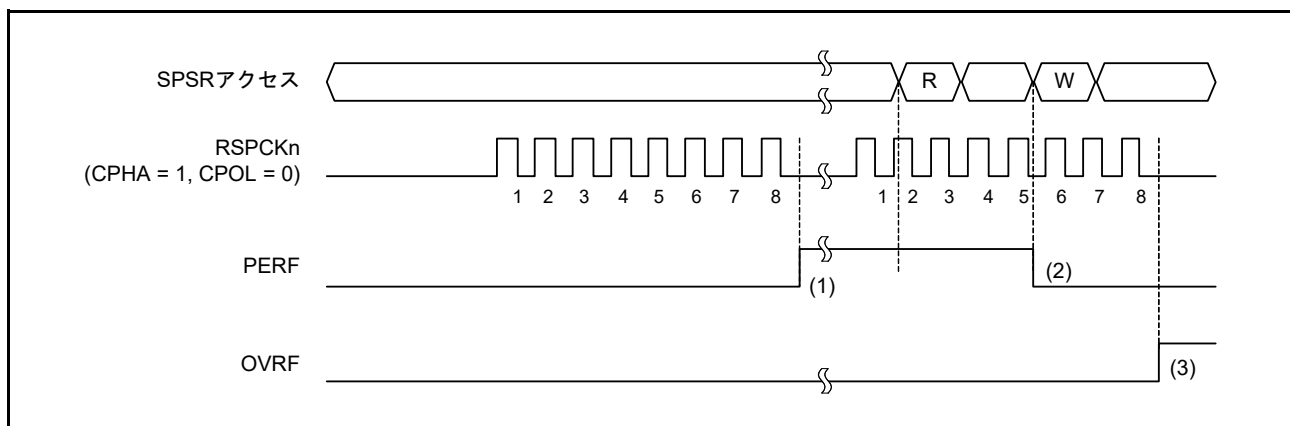 SPSRアクセス
R
W
RSPCKn
(CPHA = 1, CPOL = 0)
1 2 3 4 5 6 7 8 1 2 3 4 5 6 7 8
PERF
(1)
(2)
OVRF
(3)